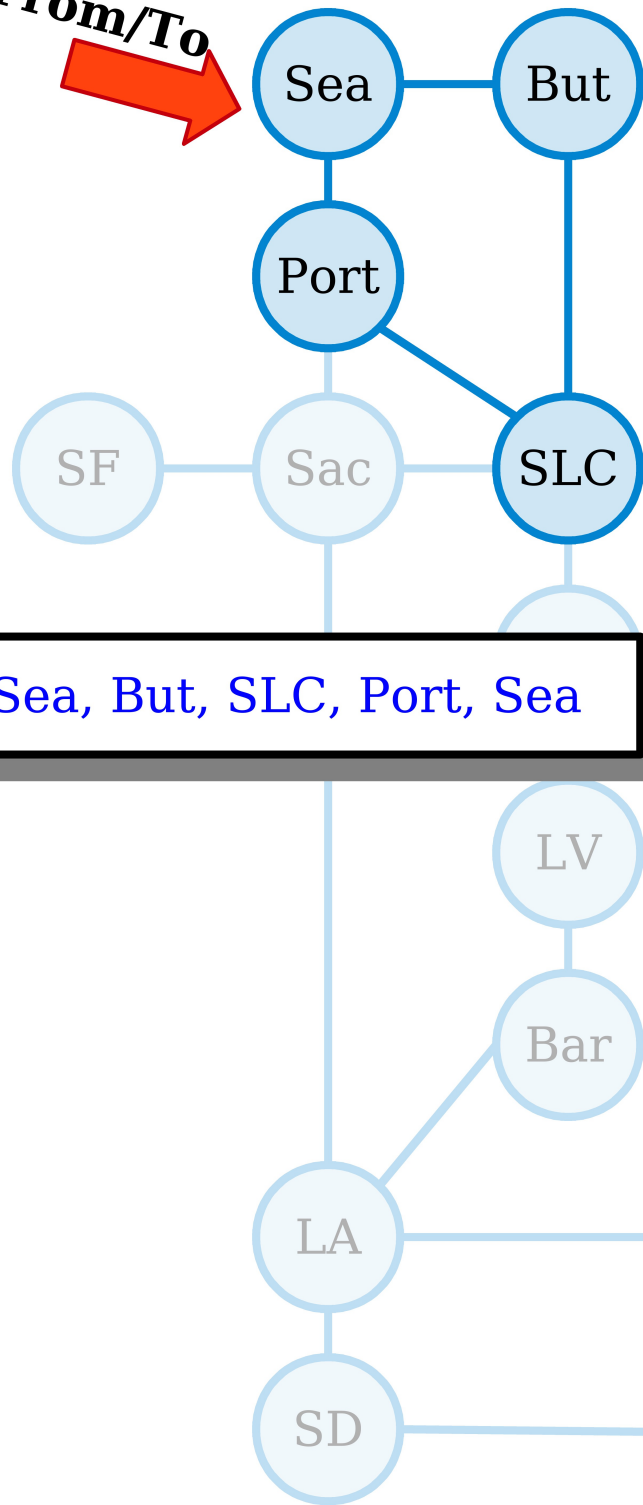 From/To
Sea But
Port
SF Sac SLC
Sea, But, SLC, Port, Sea
LV
Bar
LA
SD